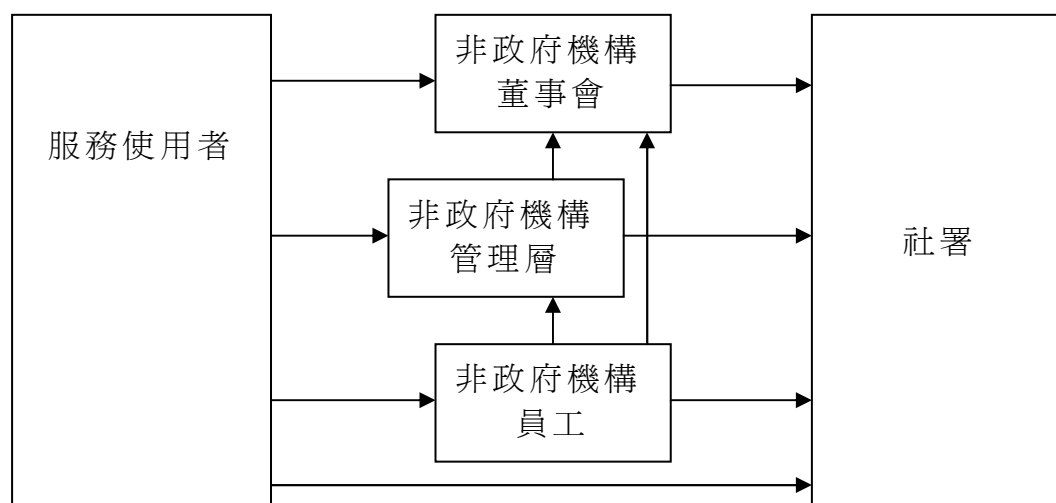 服務使用者
非政府機構
董事會
非政府機構
管理層
非政府機構
員工
社署